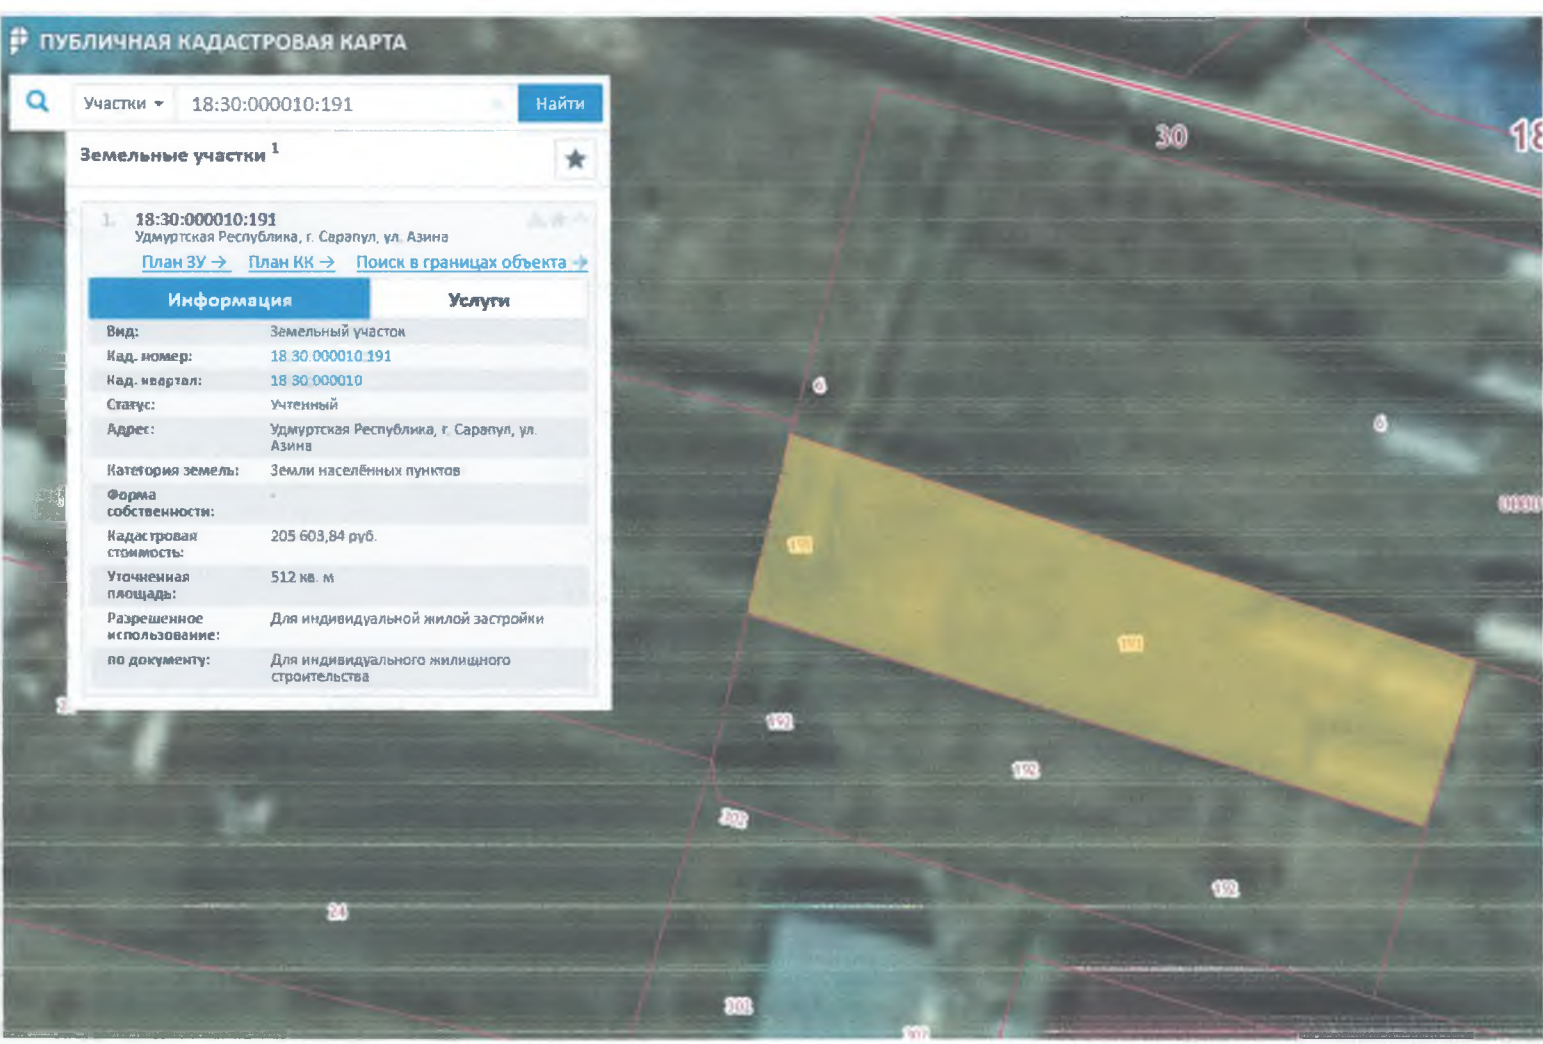 ПУБЛИЧНАЯ КАДАСТРОВАЯ КАРТА
Участки 18:30:000010:191 Найти
Земельные участки 1
1. 18:30:000010:191
Удмуртская Республика, г. Сарапул, ул. Азина
План ЗУ → План КК → Поиск в границах объекта →
Информация Услуги
Вид: Земельный участок
Кад. номер: 18:30:000010:191
Кад. квартал: 18:30:000010
Статус: Учтенный
Адрес: Удмуртская Республика, г. Сарапул, ул.
Азина
Категория земель: Земли населённых пунктов
Форма
собственности: -
Кадастровая
стоимость: 205 603,84 руб.
Уточненная
площадь: 512 кв. м
Разрешенное
использование: Для индивидуальной жилой застройки
по документу: Для индивидуального жилищного
строительства
30
18
6
6
191
191
192
192
302
192
24
303